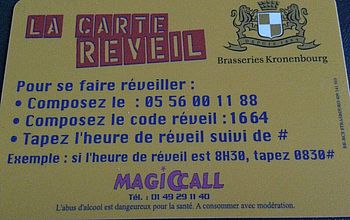 LA CARTE
REVEIL
Brasseries Kronenbourg
Pour se faire réveiller :
• Composez le : 05 56 00 11 88
• Composez le code réveil : 1664
• Tapez l'heure de réveil suivi de #
Exemple : si l'heure de réveil est 8H30, tapez 0830#
MAGICCALL
Tél. : 01 49 29 11 40
L'abus d'alcool est dangereux pour la santé. A consommer avec modération.